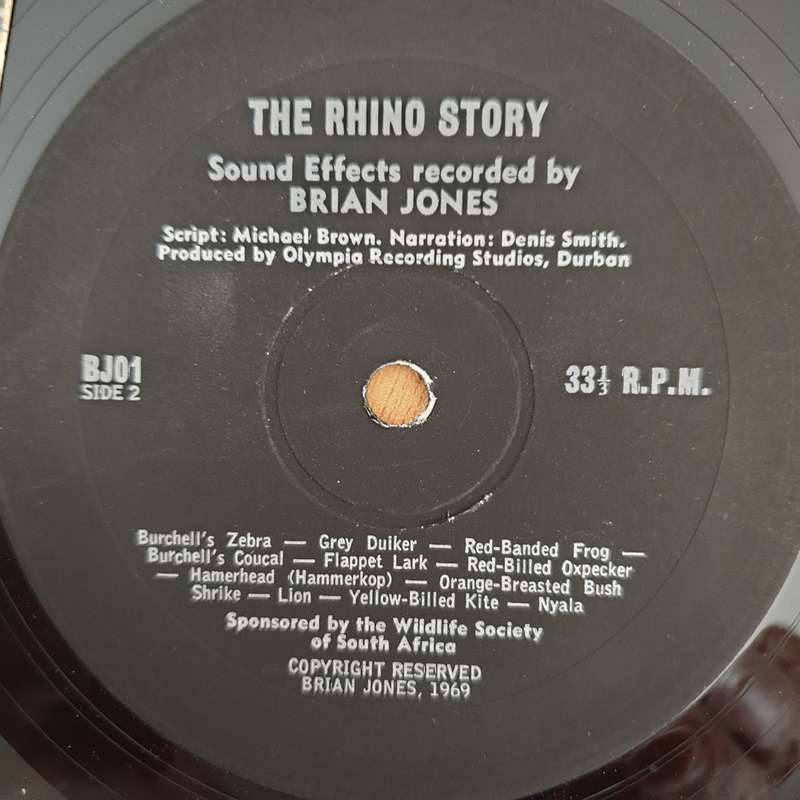 THE RHINO STORY
Sound Effects recorded by
BRIAN JONES
Script: Michael Brown. Narration: Denis Smith.
Produced by Olympia Recording Studios, Durban
BJ01
SIDE 2
33⅓ R.P.M.
Burchell's Zebra — Grey Duiker — Red-Banded Frog —
Burchell's Coucal — Flappet Lark — Red-Billed Oxpecker
— Hamerhead (Hammerkop) — Orange-Breasted Bush
Shrike — Lion — Yellow-Billed Kite — Nyala
Sponsored by the Wildlife Society
of South Africa
COPYRIGHT RESERVED
BRIAN JONES, 1969